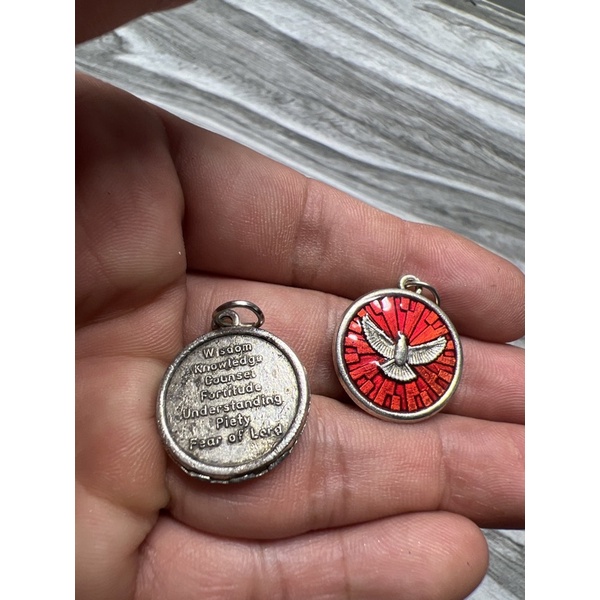 Wisdom
Knowledge
Counsel
Fortitude
Understanding
Piety
Fear of Lord